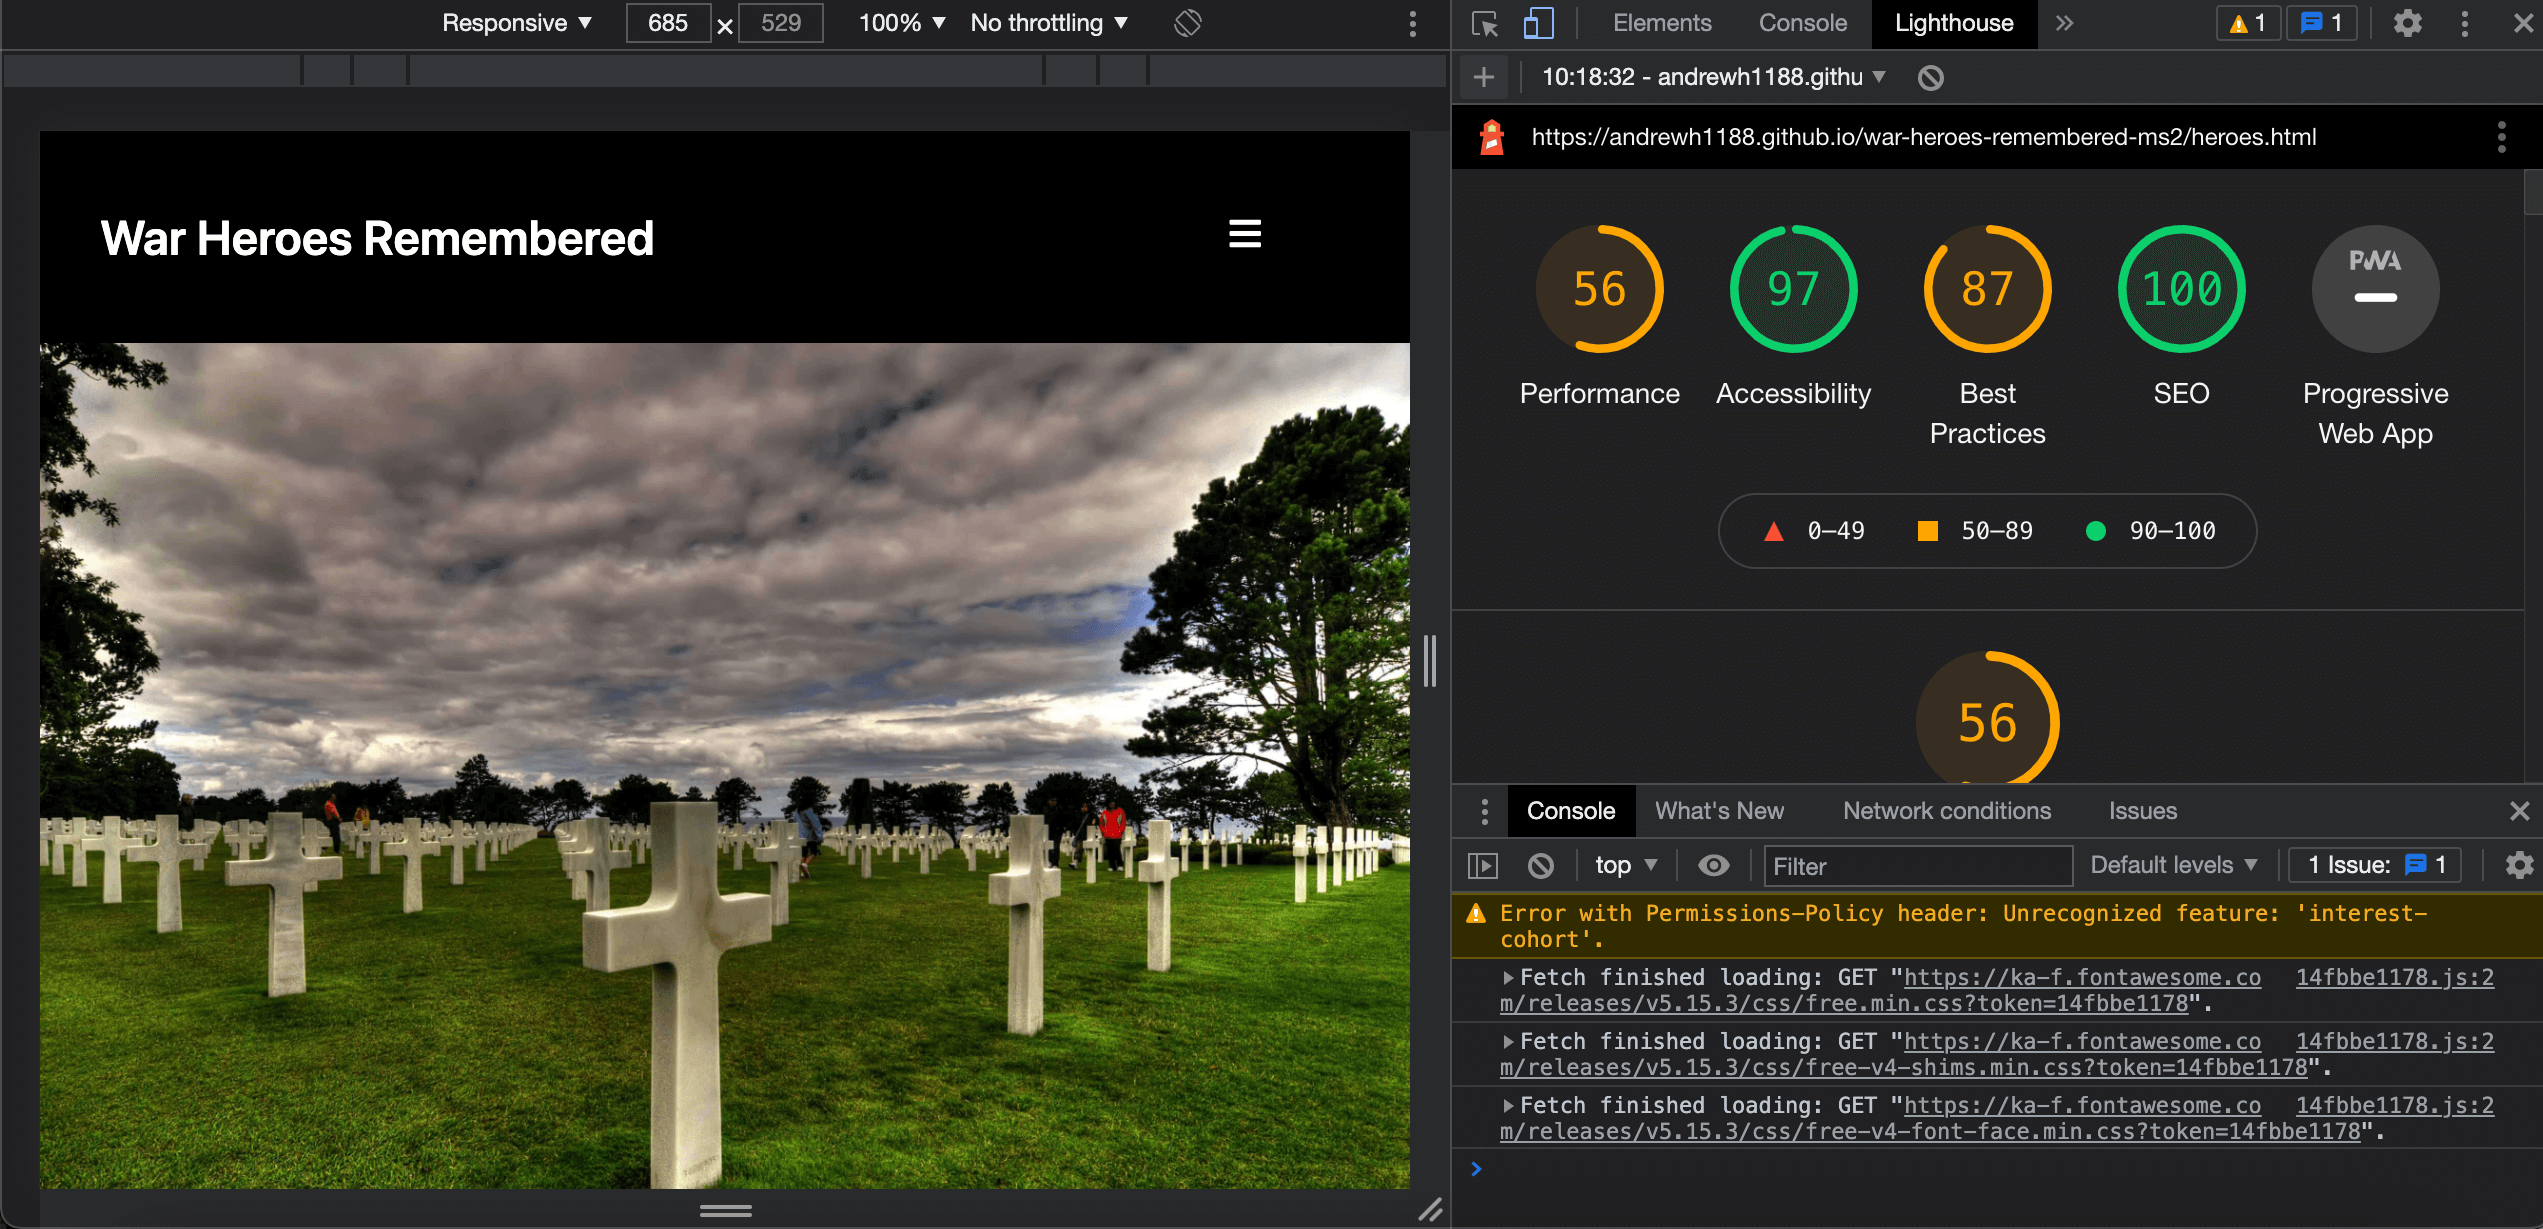 Responsive ▼ 685 × 529 100% ▼ No throttling ▼
Elements Console Lighthouse » 1 1
10:18:32 - andrewh1188.githu ▼
https://andrewh1188.github.io/war-heroes-remembered-ms2/heroes.html
War Heroes Remembered
56 97 87 100 PWA
Performance Accessibility Best Practices SEO Progressive Web App
0–49 50–89 90–100
56
Console What's New Network conditions Issues
top ▼ Filter Default levels ▼ 1 Issue: 1
Error with Permissions-Policy header: Unrecognized feature: 'interest-
cohort'.
Fetch finished loading: GET "https://ka-f.fontawesome.co 14fbbe1178.js:2
m/releases/v5.15.3/css/free.min.css?token=14fbbe1178".
Fetch finished loading: GET "https://ka-f.fontawesome.co 14fbbe1178.js:2
m/releases/v5.15.3/css/free-v4-shims.min.css?token=14fbbe1178".
Fetch finished loading: GET "https://ka-f.fontawesome.co 14fbbe1178.js:2
m/releases/v5.15.3/css/free-v4-font-face.min.css?token=14fbbe1178".